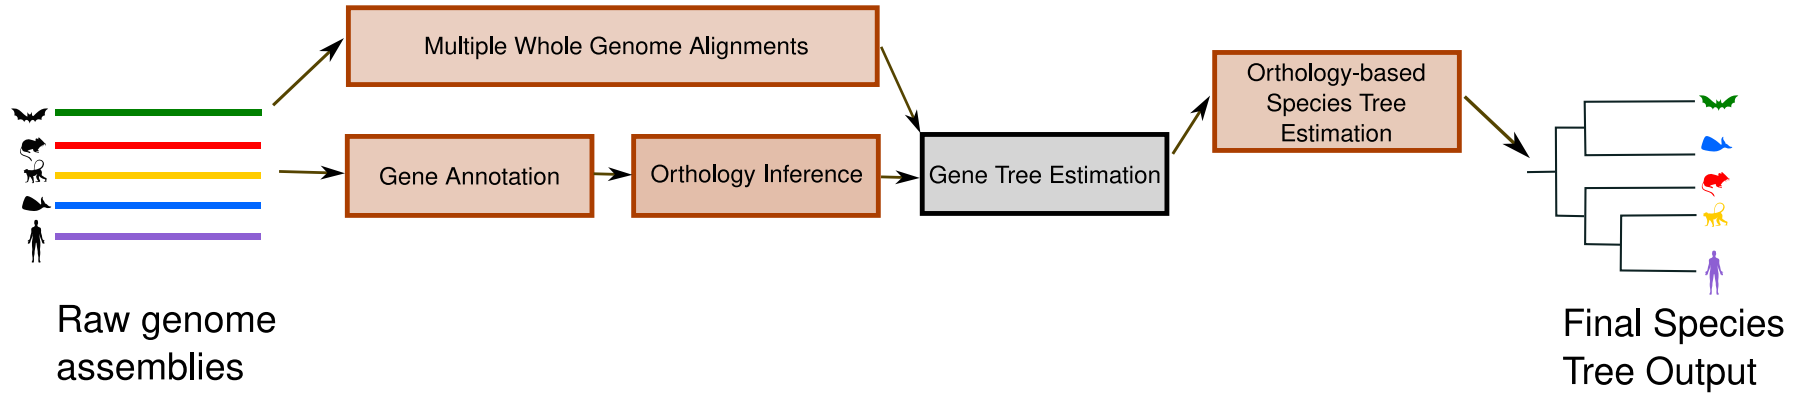 Multiple Whole Genome Alignments
Gene Annotation
Orthology Inference
Gene Tree Estimation
Orthology-based
Species Tree
Estimation
Raw genome
assemblies
Final Species
Tree Output